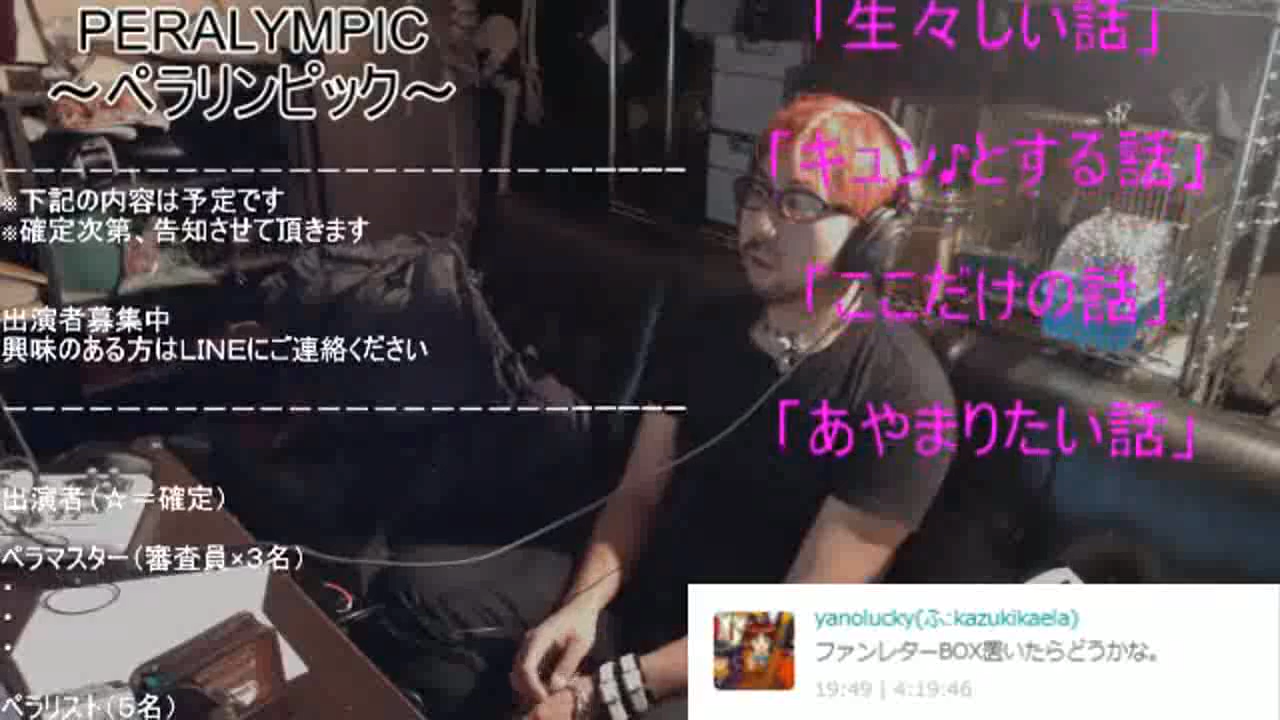 PERALYMPIC
～ペラリンピック～
※下記の内容は予定です
※確定次第、告知させて頂きます
出演者募集中
興味のある方はLINEにご連絡ください
出演者(☆＝確定)
ペラマスター(審査員×3名)
・
・
・
ペラリスト(5名)
「生々しい話」
「キュン♪とする話」
「ここだけの話」
「あやまりたい話」
yanolucky(ぷ:kazukikaela)
ファンレターBOX置いたらどうかな。
19:49 | 4:19:46